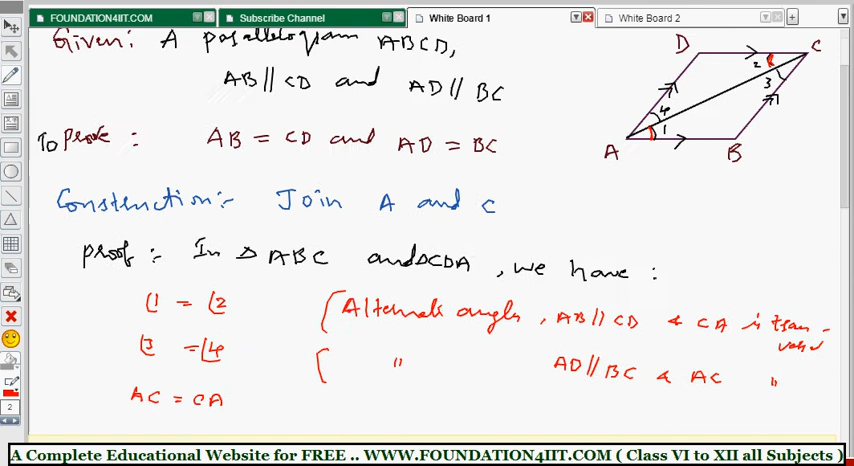 FOUNDATION4IIT.COM
Subscribe Channel
White Board 1
White Board 2
Given: A parallelogram ABCD,
AB || CD and AD || BC
To Prove : AB = CD and AD = BC
Construction:- Join A and C
Proof :- In △ ABC and △CDA, we have :
∠1 = ∠2 (Alternate angles, AB || CD & CA is trans-
versal
∠3 = ∠4 ( " AD || BC & AC "
AC = CA
D C
2
3
4
1
A B
2
A Complete Educational Website for FREE .. WWW.FOUNDATION4IIT.COM ( Class VI to XII all Subjects )